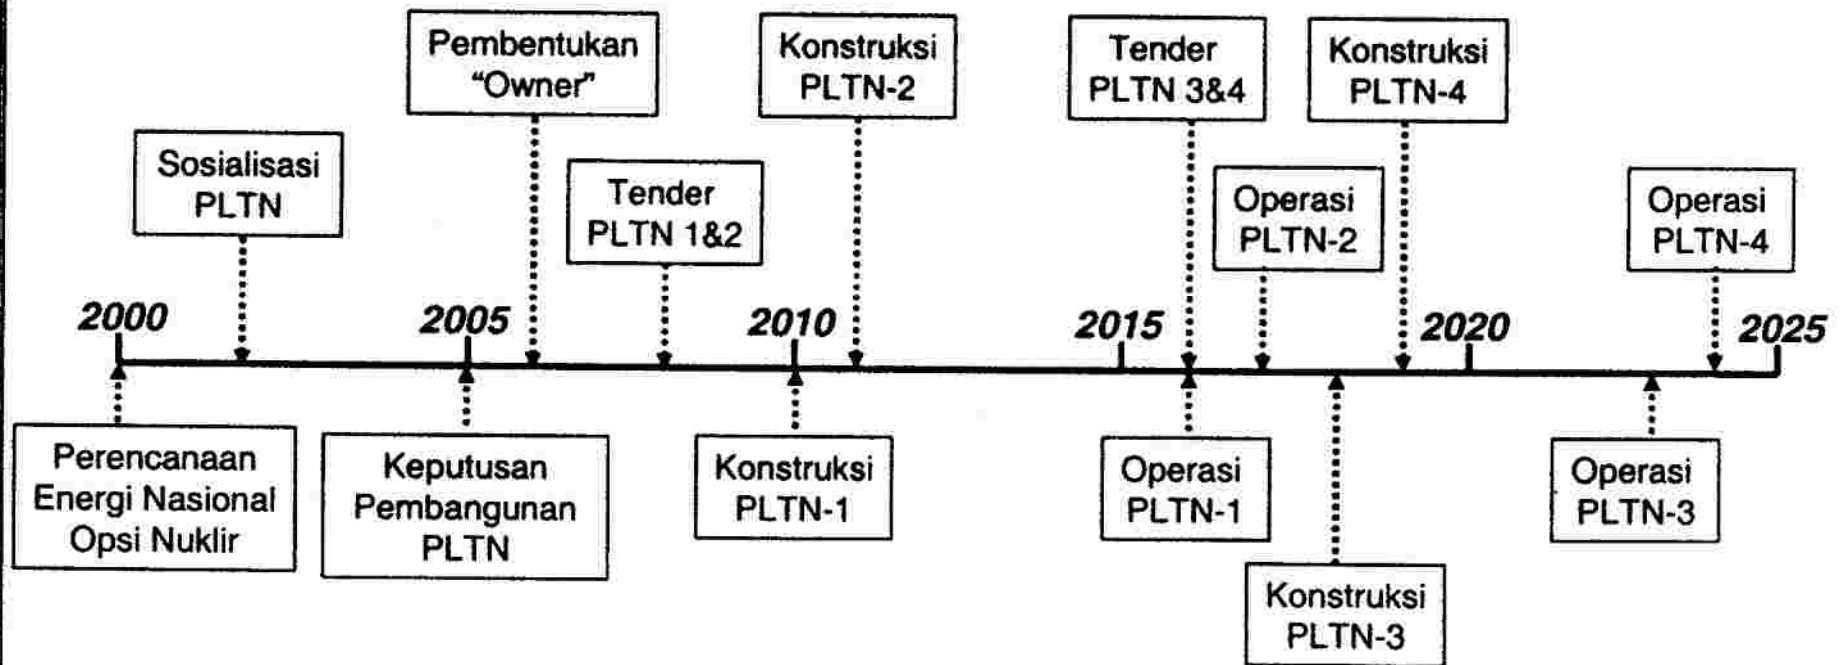 Pembentukan
“Owner”
Konstruksi
PLTN-2
Tender
PLTN 3&4
Konstruksi
PLTN-4
Sosialisasi
PLTN
Tender
PLTN 1&2
Operasi
PLTN-2
Operasi
PLTN-4
2000
2005
2010
2015
2020
2025
Perencanaan
Energi Nasional
Opsi Nuklir
Keputusan
Pembangunan
PLTN
Konstruksi
PLTN-1
Operasi
PLTN-1
Operasi
PLTN-3
Konstruksi
PLTN-3